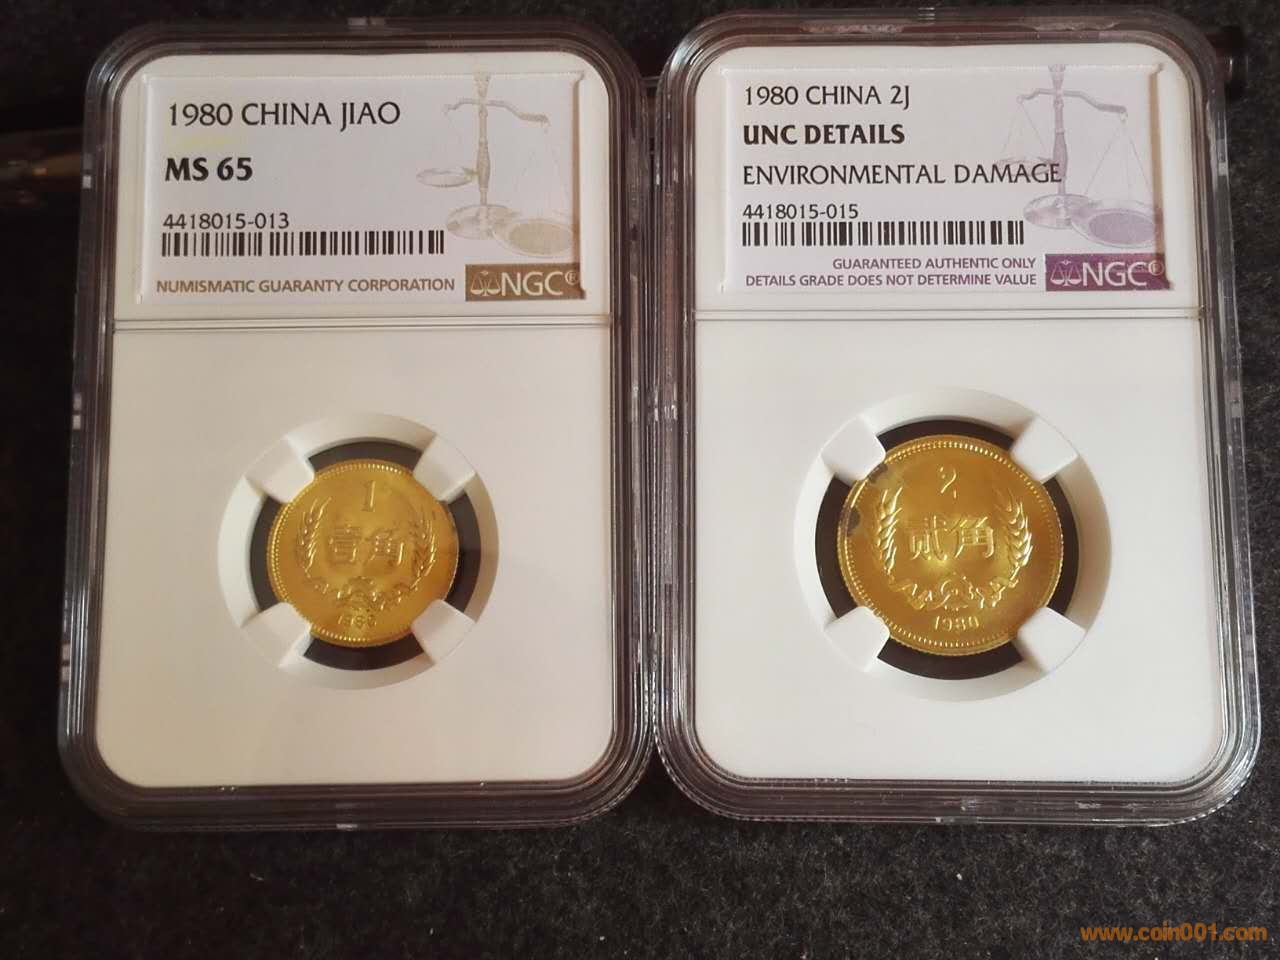 1980 CHINA JIAO
MS 65
4418015-013
NUMISMATIC GUARANTY CORPORATION
NGC®
1
壹角
1980
1980 CHINA 2J
UNC DETAILS
ENVIRONMENTAL DAMAGE
4418015-015
GUARANTEED AUTHENTIC ONLY
DETAILS GRADE DOES NOT DETERMINE VALUE
NGC®
2
贰角
1980
www.coin001.com